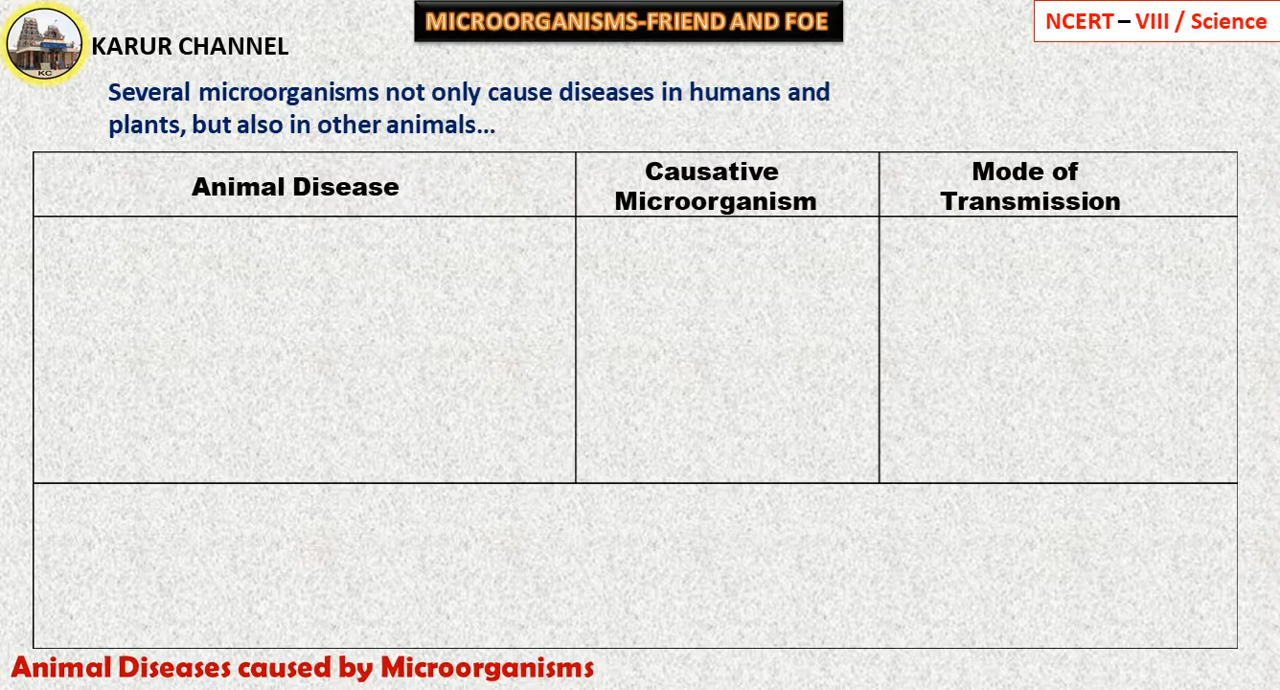 MICROORGANISMS-FRIEND AND FOE
NCERT – VIII / Science
KARUR CHANNEL
KC
Several microorganisms not only cause diseases in humans and
plants, but also in other animals...
Animal Disease
Causative
Microorganism
Mode of
Transmission
Animal Diseases caused by Microorganisms